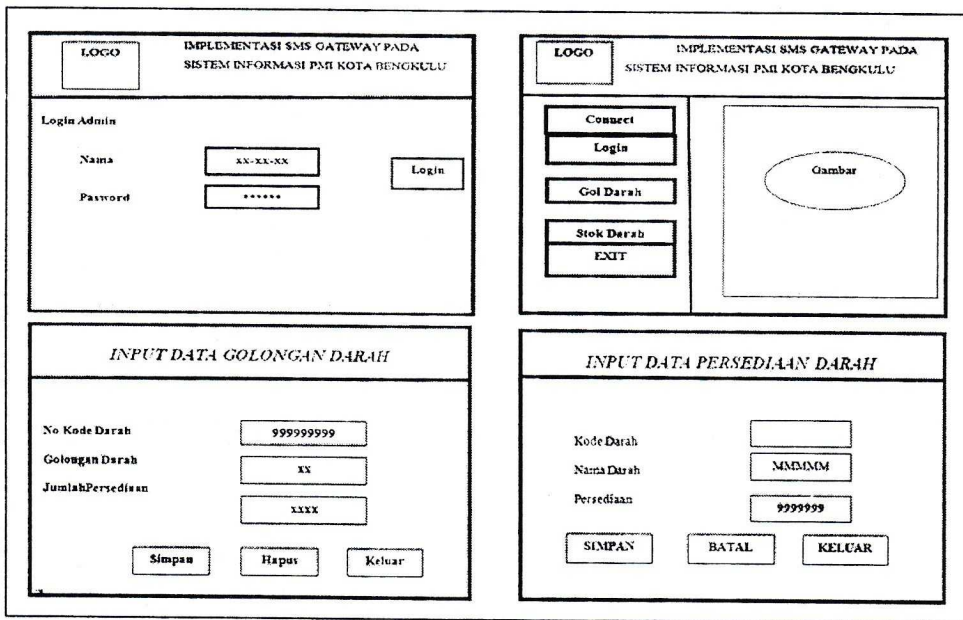 LOGO
IMPLEMENTASI SMS GATEWAY PADA
SISTEM INFORMASI PMI KOTA BENGKULU
Login Admin
Nama
xx-xx-xx
Login
Pasword
******
LOGO
IMPLEMENTASI SMS GATEWAY PADA
SISTEM INFORMASI PMI KOTA BENGKULU
Connect
Login
Gol Darah
Stok Darah
EXIT
Gambar
INPUT DATA GOLONGAN DARAH
No Kode Darah
999999999
Golongan Darah
xx
JumlahPersediaan
xxxx
Simpan
Hapus
Keluar
INPUT DATA PERSEDIAAN DARAH
Kode Darah
Nama Darah
MMMMM
Persediaan
9999999
SIMPAN
BATAL
KELUAR